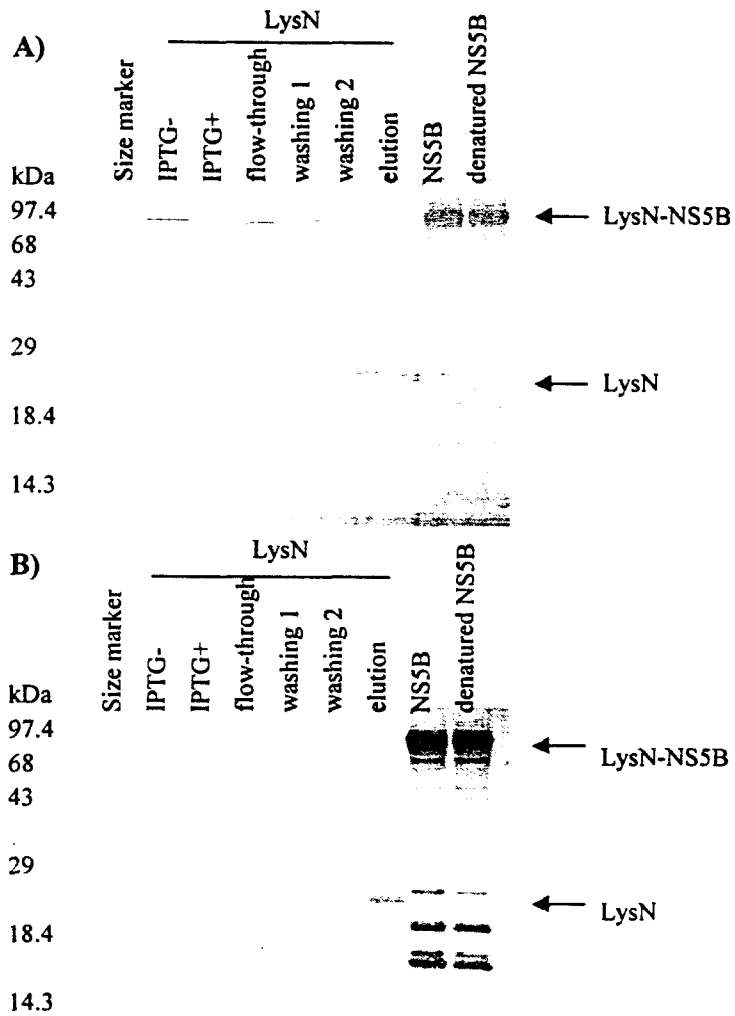 LysN
A)
Size marker
IPTG-
IPTG+
flow-through
washing 1
washing 2
elution
NS5B
denatured NS5B
kDa
97.4
LysN-NS5B
68
43
29
LysN
18.4
14.3
LysN
B)
Size marker
IPTG-
IPTG+
flow-through
washing 1
washing 2
elution
NS5B
denatured NS5B
kDa
97.4
LysN-NS5B
68
43
29
LysN
18.4
14.3